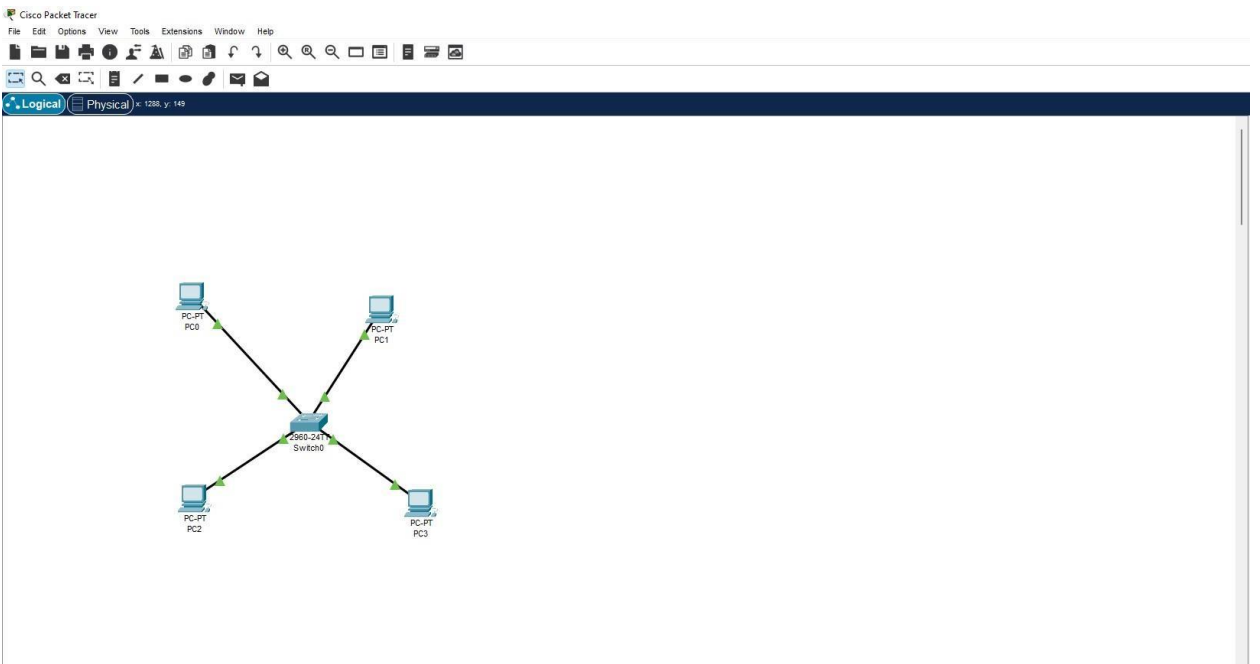 Cisco Packet Tracer
File Edit Options View Tools Extensions Window Help
Logical Physical x: 1288, y: 149
PC-PT
PC0
PC-PT
PC1
2960-24TT
Switch0
PC-PT
PC2
PC-PT
PC3